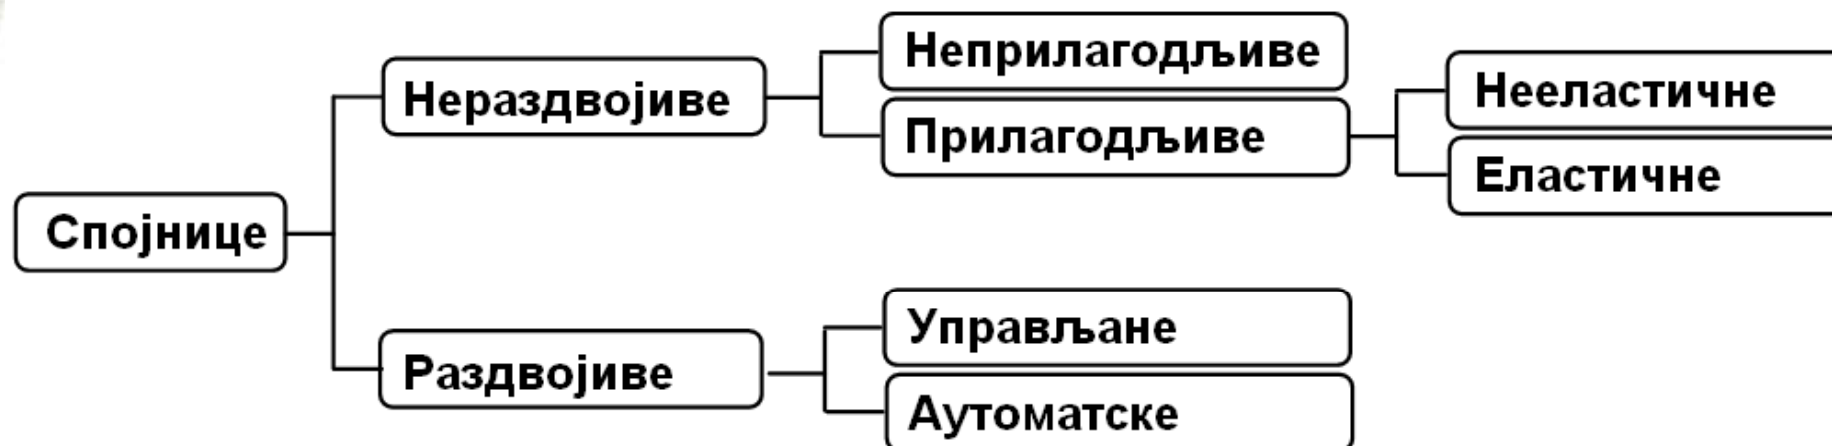 Спојнице
Нераздвојиве
Неприлагодљиве
Прилагодљиве
Нееластичне
Еластичне
Раздвојиве
Управљане
Аутоматске